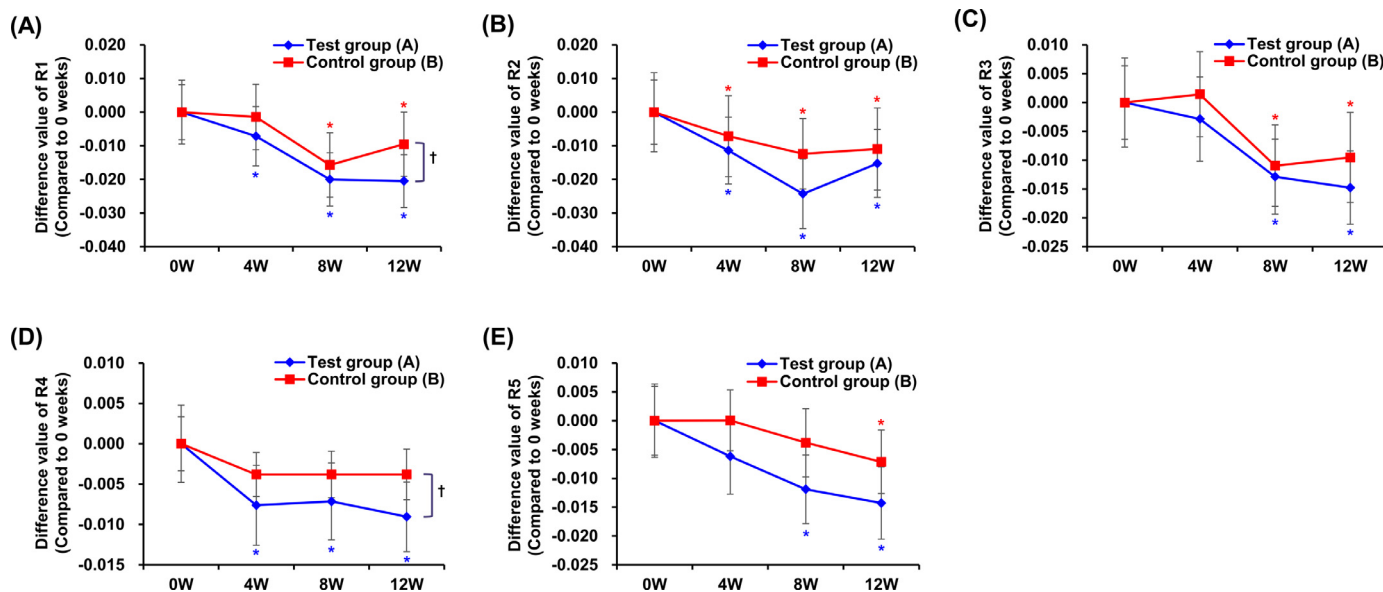 (A)
Difference value of R1
(Compared to 0 weeks)
0.020
0.010
0.000
-0.010
-0.020
-0.030
-0.040
Test group (A)
Control group (B)
*
*
*
*
*
†
0W 4W 8W 12W
(B)
Difference value of R2
(Compared to 0 weeks)
0.020
0.010
0.000
-0.010
-0.020
-0.030
-0.040
Test group (A)
Control group (B)
*
*
*
*
*
*
0W 4W 8W 12W
(C)
Difference value of R3
(Compared to 0 weeks)
0.010
0.005
0.000
-0.005
-0.010
-0.015
-0.020
-0.025
Test group (A)
Control group (B)
*
*
*
*
0W 4W 8W 12W
(D)
Difference value of R4
(Compared to 0 weeks)
0.010
0.005
0.000
-0.005
-0.010
-0.015
Test group (A)
Control group (B)
†
*
*
*
0W 4W 8W 12W
(E)
Difference value of R5
(Compared to 0 weeks)
0.010
0.005
0.000
-0.005
-0.010
-0.015
-0.020
-0.025
Test group (A)
Control group (B)
*
*
*
0W 4W 8W 12W